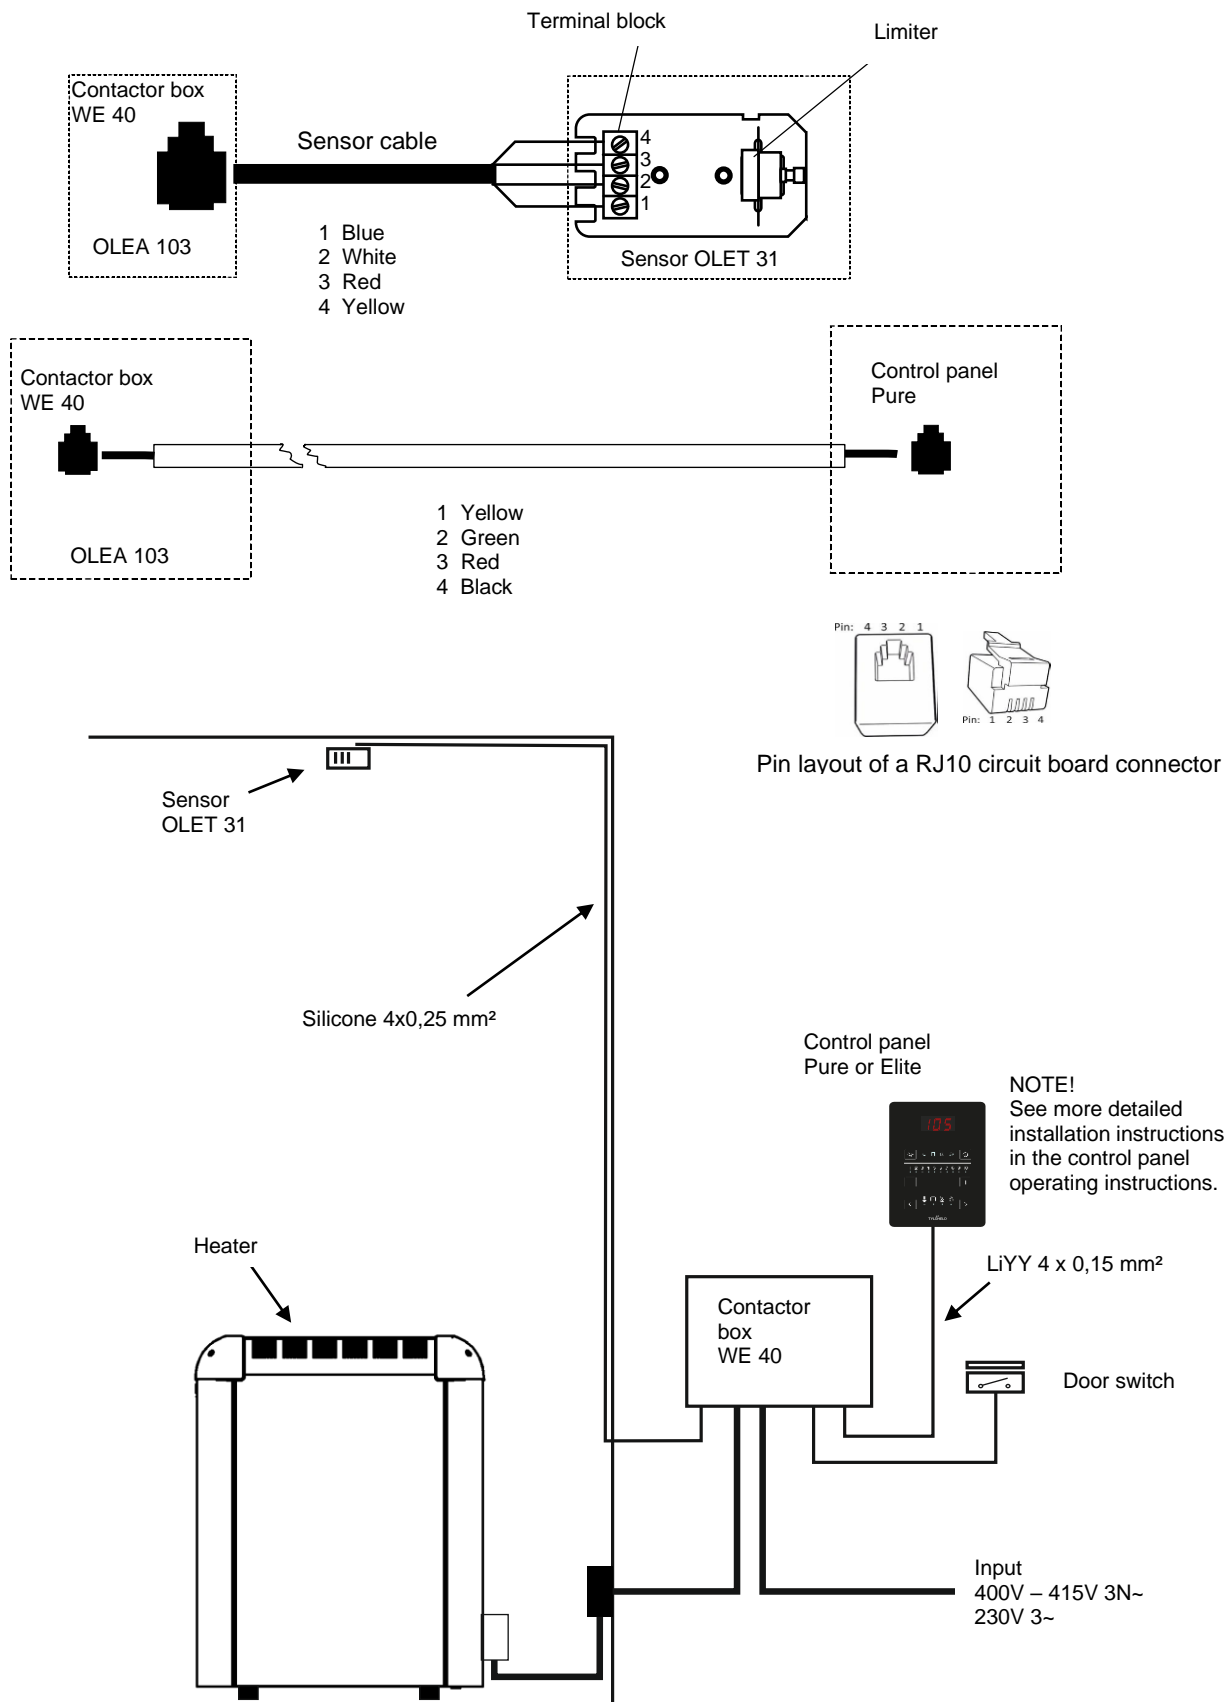 Terminal block
Limiter
Contactor box
WE 40
Sensor cable
4
3
2
1
OLEA 103
Sensor OLET 31
1 Blue
2 White
3 Red
4 Yellow
Contactor box
WE 40
Control panel
Pure
OLEA 103
1 Yellow
2 Green
3 Red
4 Black
Pin: 4 3 2 1
Pin: 1 2 3 4
Pin layout of a RJ10 circuit board connector
Sensor
OLET 31
Silicone 4x0,25 mm²
Control panel
Pure or Elite
NOTE!
See more detailed
installation instructions
in the control panel
operating instructions.
105
Heater
LiYY 4 x 0,15 mm²
Contactor
box
WE 40
Door switch
Input
400V – 415V 3N~
230V 3~